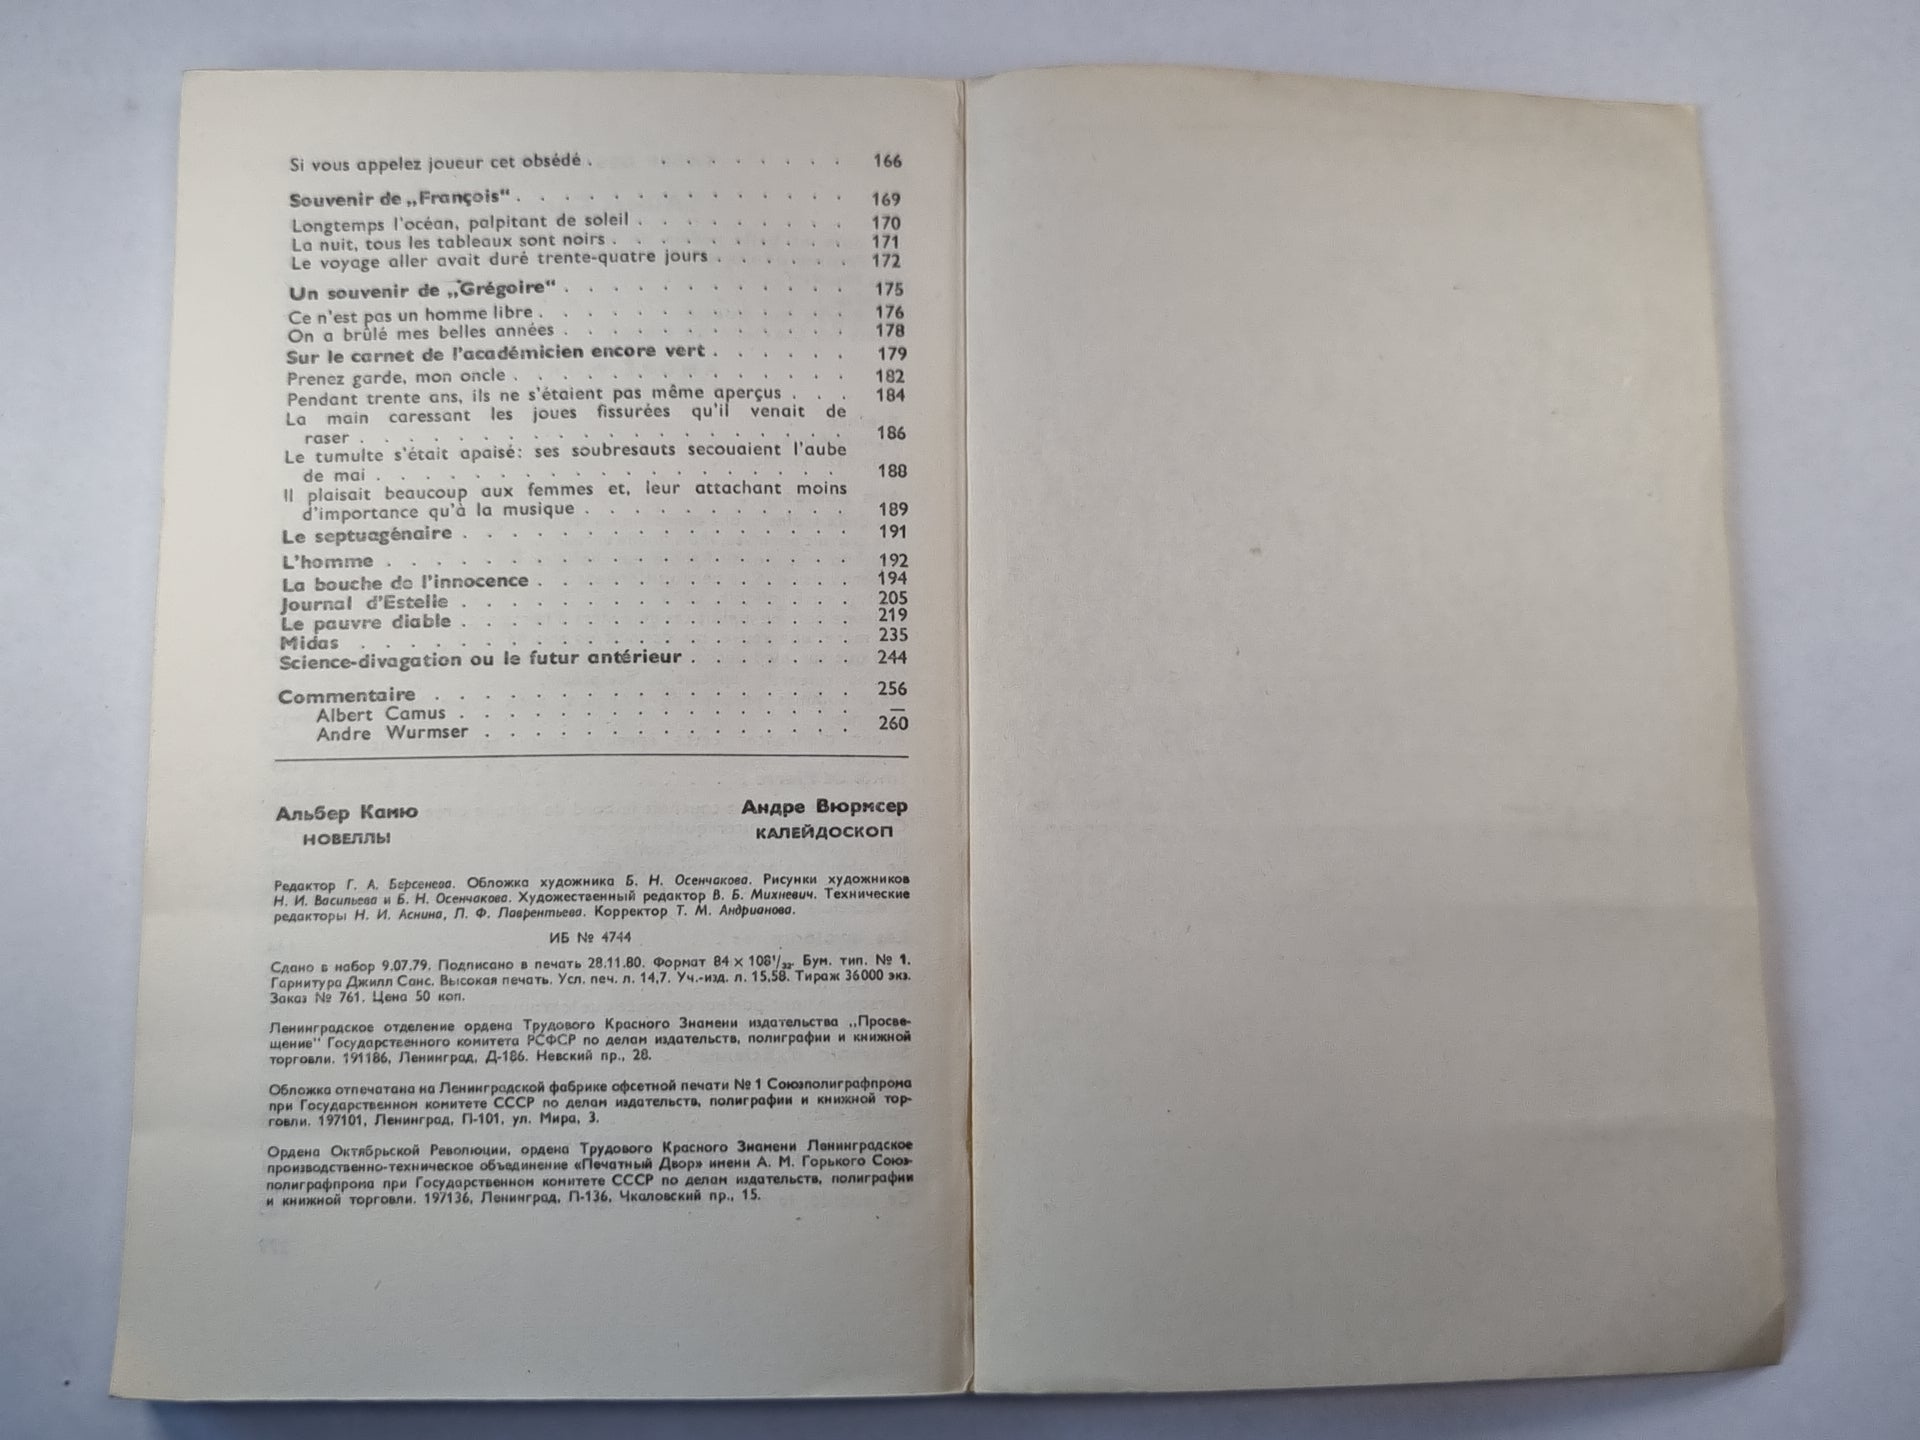 Si vous appelez joueur cet obsédé . . . . . . . . . 166
Souvenir de „François“ . . . . . . . . . . . . . . 169
Longtemps l'océan, palpitant de soleil . . . . . . . . . 170
La nuit, tous les tableaux sont noirs . . . . . . . . . . 171
Le voyage aller avait duré trente-quatre jours . . . . . . 172
Un souvenir de „Grégoire“ . . . . . . . . . . . . 175
Ce n'est pas un homme libre . . . . . . . . . . . . . 176
On a brûlé mes belles années . . . . . . . . . . . . 178
Sur le carnet de l'académicien encore vert . . . . . . 179
Prenez garde, mon oncle . . . . . . . . . . . . . . 182
Pendant trente ans, ils ne s'étaient pas même aperçus . . . 184
La main caressant les joues fissurées qu'il venait de
raser . . . . . . . . . . . . . . . . . . . . 186
Le tumulte s'était apaisé: ses soubresauts secouaient l'aube
de mai . . . . . . . . . . . . . . . . . . . 188
Il plaisait beaucoup aux femmes et, leur attachant moins
d'importance qu'à la musique . . . . . . . . . . . 189
Le septuagénaire . . . . . . . . . . . . . . . . 191
L'homme . . . . . . . . . . . . . . . . . . . 192
La bouche de l'innocence . . . . . . . . . . . . . 194
Journal d'Estelle . . . . . . . . . . . . . . . . 205
Le pauvre diable . . . . . . . . . . . . . . . . 219
Midas . . . . . . . . . . . . . . . . . . . . 235
Science-divagation ou le futur antérieur . . . . . . . 244
Commentaire . . . . . . . . . . . . . . . . . 256
Albert Camus . . . . . . . . . . . . . . . . —
Andre Wurmser . . . . . . . . . . . . . . . 260
Альбер Камю
НОВЕЛЛЫ
Андре Вюрмсер
КАЛЕЙДОСКОП
Редактор Г. А. Берсенева. Обложка художника Б. Н. Осенчакова. Рисунки художников
Н. И. Васильева и Б. Н. Осенчакова. Художественный редактор В. Б. Михневич. Технические
редакторы Н. И. Аснина, Л. Ф. Лаврентьева. Корректор Т. М. Андрианова.
ИБ № 4744
Сдано в набор 9.07.79. Подписано в печать 28.11.80. Формат 84 × 108¹/₃₂. Бум. тип. № 1.
Гарнитура Джилл Санс. Высокая печать. Усл. печ. л. 14,7. Уч.-изд. л. 15,58. Тираж 36000 экз.
Заказ № 761. Цена 50 коп.
Ленинградское отделение ордена Трудового Красного Знамени издательства „Просве-
щение“ Государственного комитета РСФСР по делам издательств, полиграфии и книжной
торговли. 191186, Ленинград, Д-186. Невский пр., 28.
Обложка отпечатана на Ленинградской фабрике офсетной печати № 1 Союзполиграфпрома
при Государственном комитете СССР по делам издательств, полиграфии и книжной тор-
говли. 197101, Ленинград, П-101, ул. Мира, 3.
Ордена Октябрьской Революции, ордена Трудового Красного Знамени Ленинградское
производственно-техническое объединение «Печатный Двор» имени А. М. Горького Союз-
полиграфпрома при Государственном комитете СССР по делам издательств, полиграфии
и книжной торговли. 197136, Ленинград, П-136, Чкаловский пр., 15.